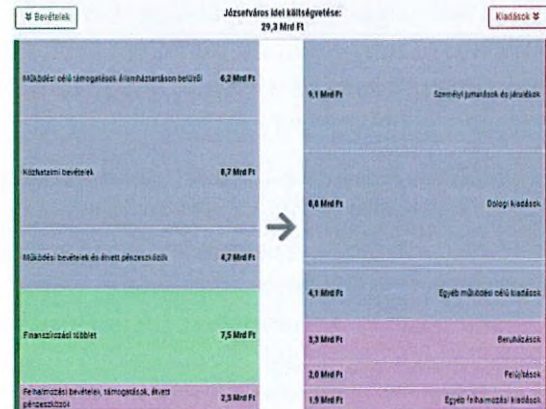 Bevételek
Józsefváros idei költségvetése:
29,3 Mrd Ft
Kiadások
Működési célú támogatások államháztartáson belülről 6,2 Mrd Ft
Közhatalmi bevételek 8,7 Mrd Ft
Működési bevételek és átvett pénzeszközök 4,7 Mrd Ft
Finanszírozási többlet 7,5 Mrd Ft
Felhalmozási bevételek, támogatások, átvett
pénzeszközök 2,3 Mrd Ft
9,1 Mrd Ft Személyi juttatások és járulékok
8,8 Mrd Ft Dologi kiadások
4,1 Mrd Ft Egyéb működési célú kiadások
3,3 Mrd Ft Beruházások
2,0 Mrd Ft Felújítások
1,9 Mrd Ft Egyéb felhalmozási kiadások